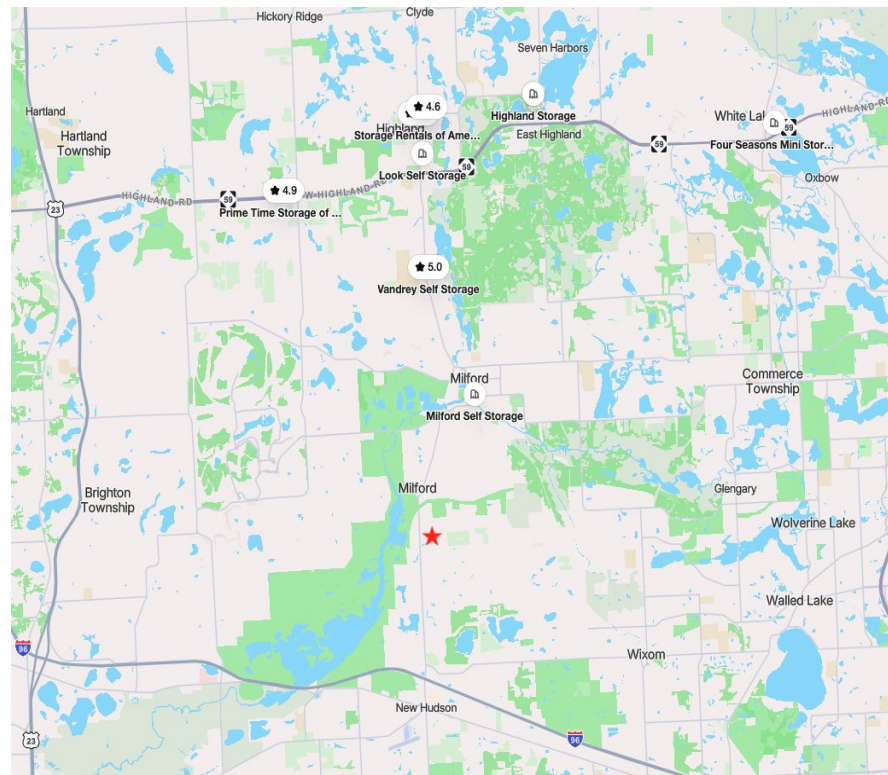 Clyde
Hickory Ridge
Seven Harbors
Hartland
4.6
Highland Storage
White Lal
HIGHLAND RD
59
Highland
Storage Rentals of Ame...
East Highland
Hartland
Township
59
Four Seasons Mini Stor...
59
Look Self Storage
Oxbow
4.9
W HIGHLAND RD
HIGHLAND RD
59
23
Prime Time Storage of ...
5.0
Vandrey Self Storage
Milford
Commerce
Township
Milford Self Storage
Milford
Glengary
Brighton
Township
Wolverine Lake
Walled Lake
96
Wixom
New Hudson
23
96